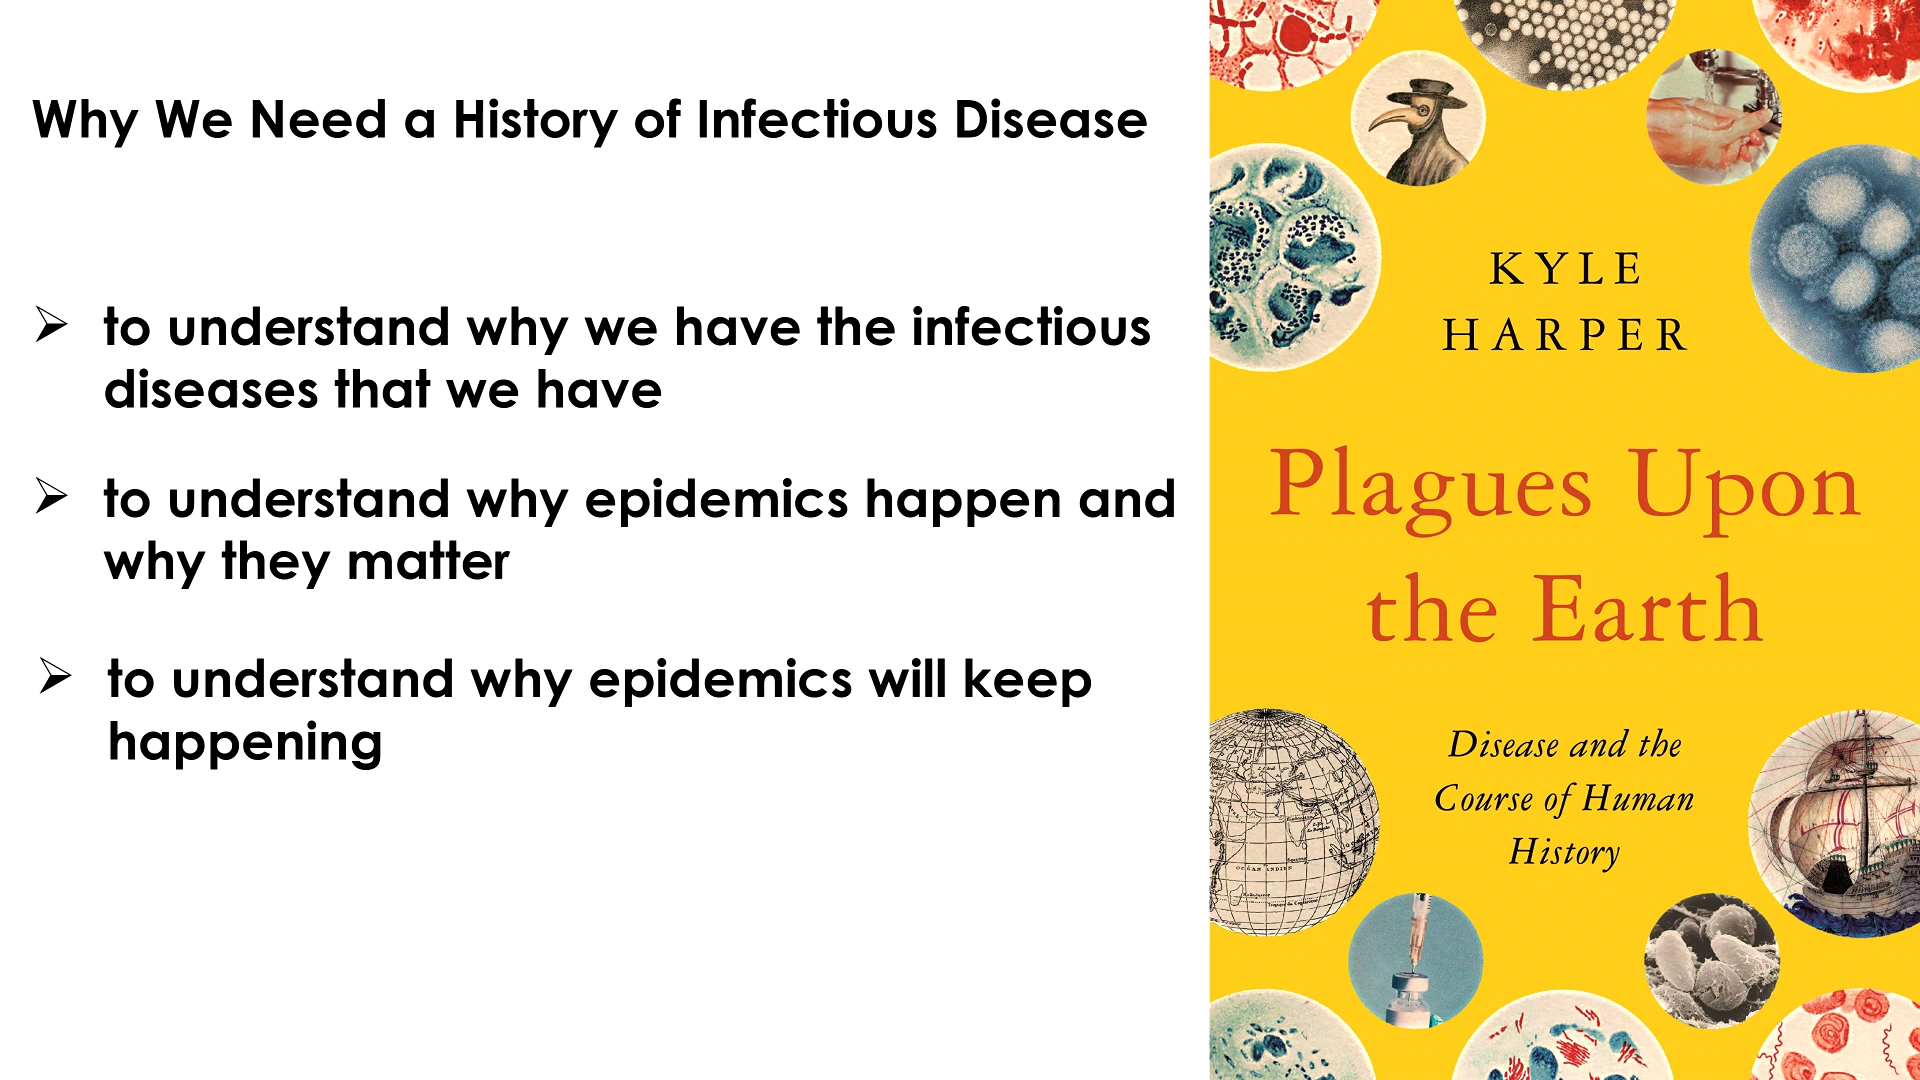 Why We Need a History of Infectious Disease
➢ to understand why we have the infectious
diseases that we have
➢ to understand why epidemics happen and
why they matter
➢ to understand why epidemics will keep
happening
KYLE
HARPER
Plagues Upon
the Earth
Disease and the
Course of Human
History
OCÉAN INDIEN